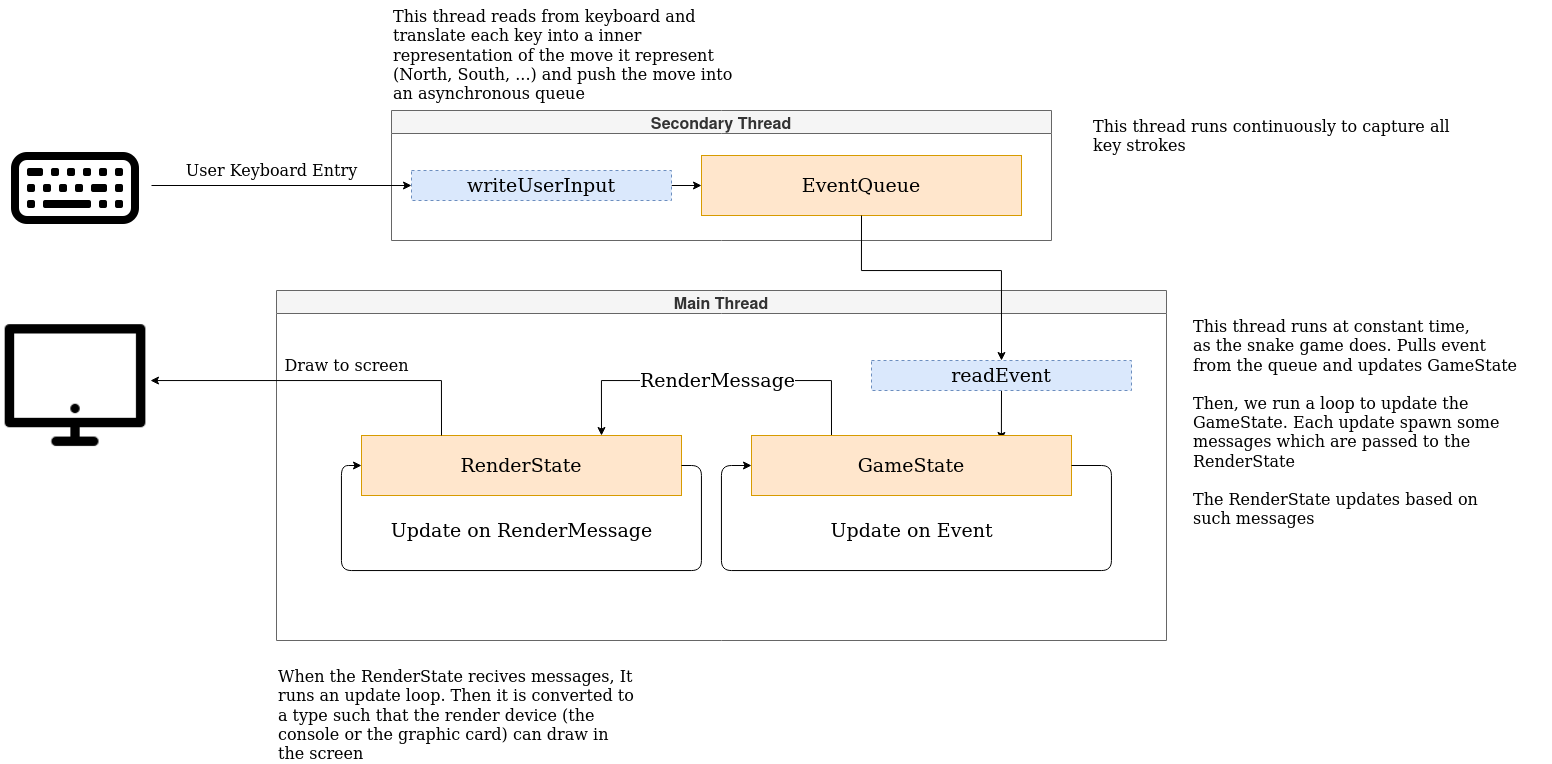 This thread reads from keyboard and
translate each key into a inner
representation of the move it represent
(North, South, ...) and push the move into
an asynchronous queue
Secondary Thread
This thread runs continuously to capture all
key strokes
User Keyboard Entry
writeUserInput
EventQueue
Main Thread
This thread runs at constant time,
as the snake game does. Pulls event
from the queue and updates GameState
Then, we run a loop to update the
GameState. Each update spawn some
messages which are passed to the
RenderState
The RenderState updates based on
such messages
Draw to screen
RenderMessage
readEvent
RenderState
GameState
Update on RenderMessage
Update on Event
When the RenderState recives messages, It
runs an update loop. Then it is converted to
a type such that the render device (the
console or the graphic card) can draw in
the screen